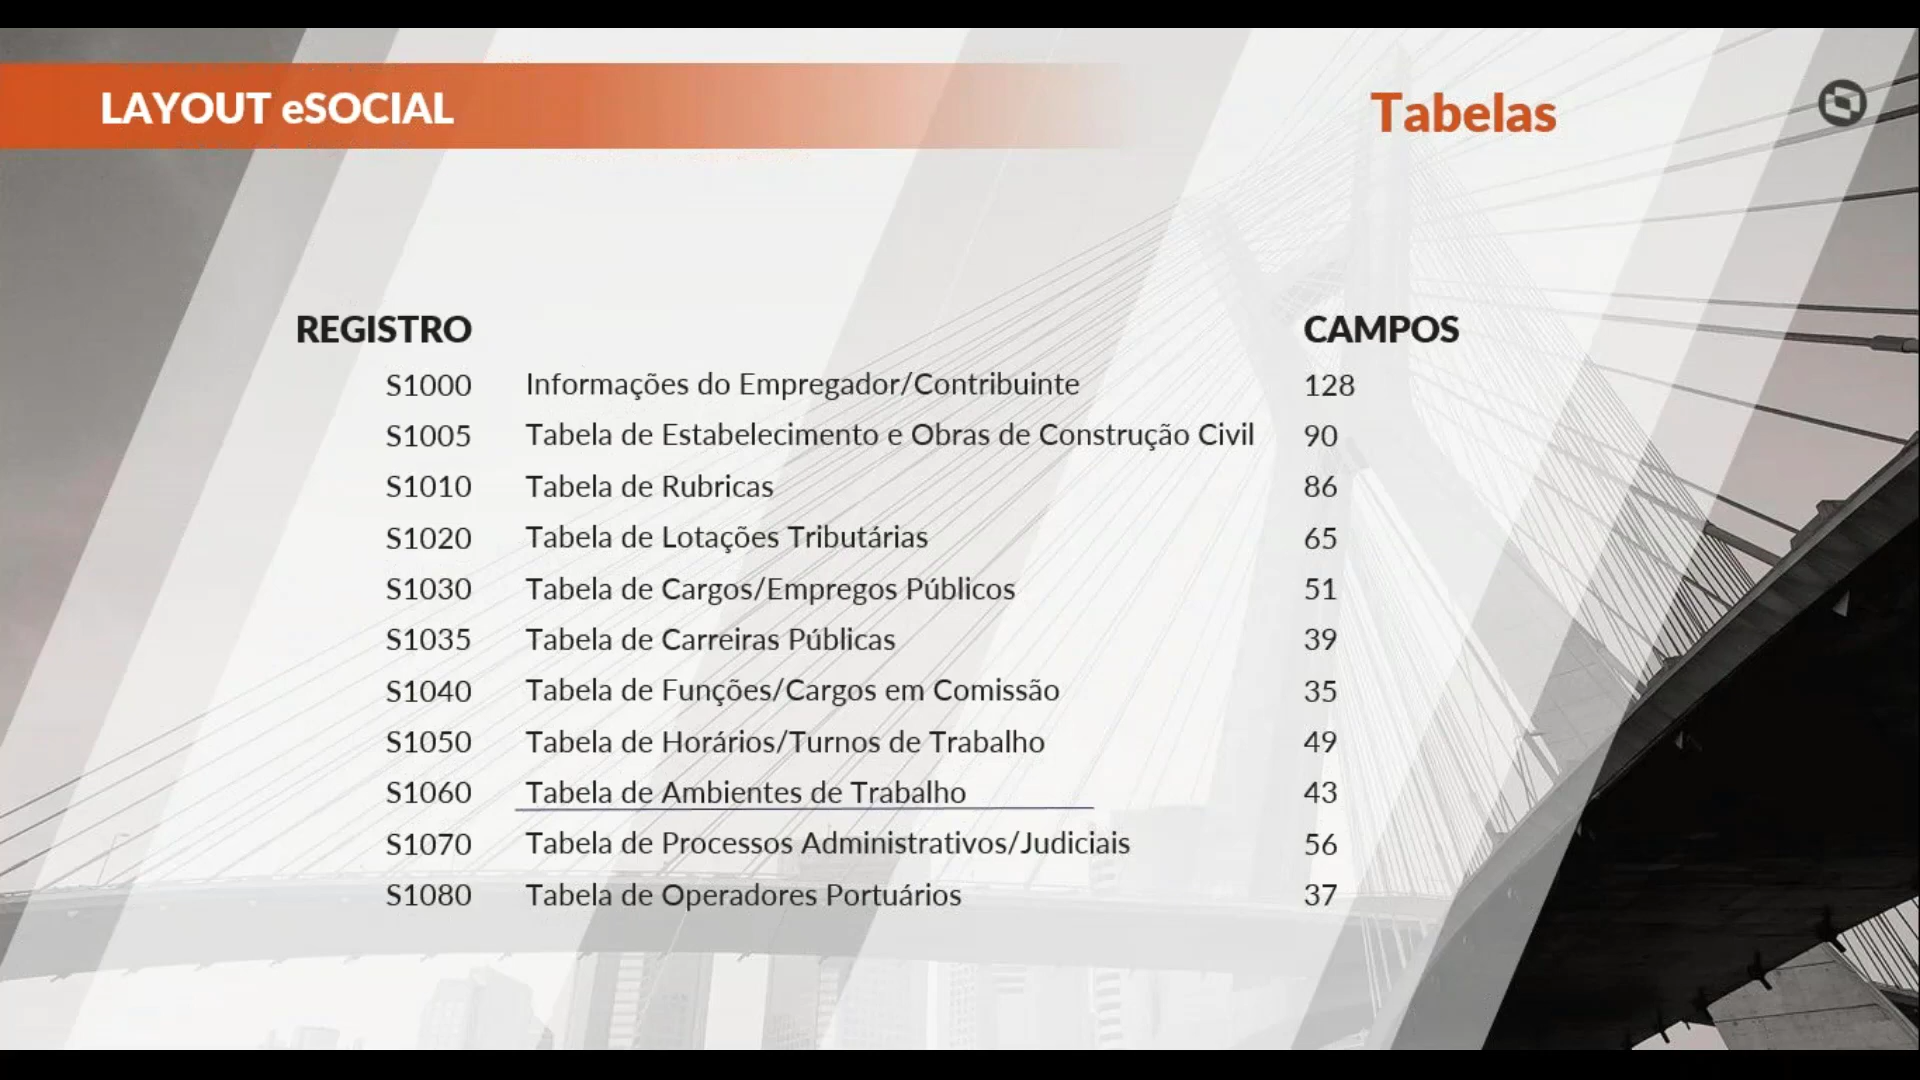 LAYOUT eSOCIAL
Tabelas
REGISTRO CAMPOS
S1000 Informações do Empregador/Contribuinte 128
S1005 Tabela de Estabelecimento e Obras de Construção Civil 90
S1010 Tabela de Rubricas 86
S1020 Tabela de Lotações Tributárias 65
S1030 Tabela de Cargos/Empregos Públicos 51
S1035 Tabela de Carreiras Públicas 39
S1040 Tabela de Funções/Cargos em Comissão 35
S1050 Tabela de Horários/Turnos de Trabalho 49
S1060 Tabela de Ambientes de Trabalho 43
S1070 Tabela de Processos Administrativos/Judiciais 56
S1080 Tabela de Operadores Portuários 37